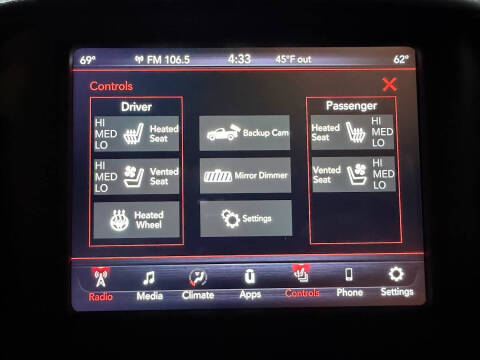 69° FM 106.5 4:33 45°F out 62°
Controls
Driver
Passenger
HI
MED
LO
Heated
Seat
Backup Cam
Heated
Seat
HI
MED
LO
HI
MED
LO
Vented
Seat
Mirror Dimmer
Vented
Seat
HI
MED
LO
Heated
Wheel
Settings
Radio Media Climate Apps Controls Phone Settings